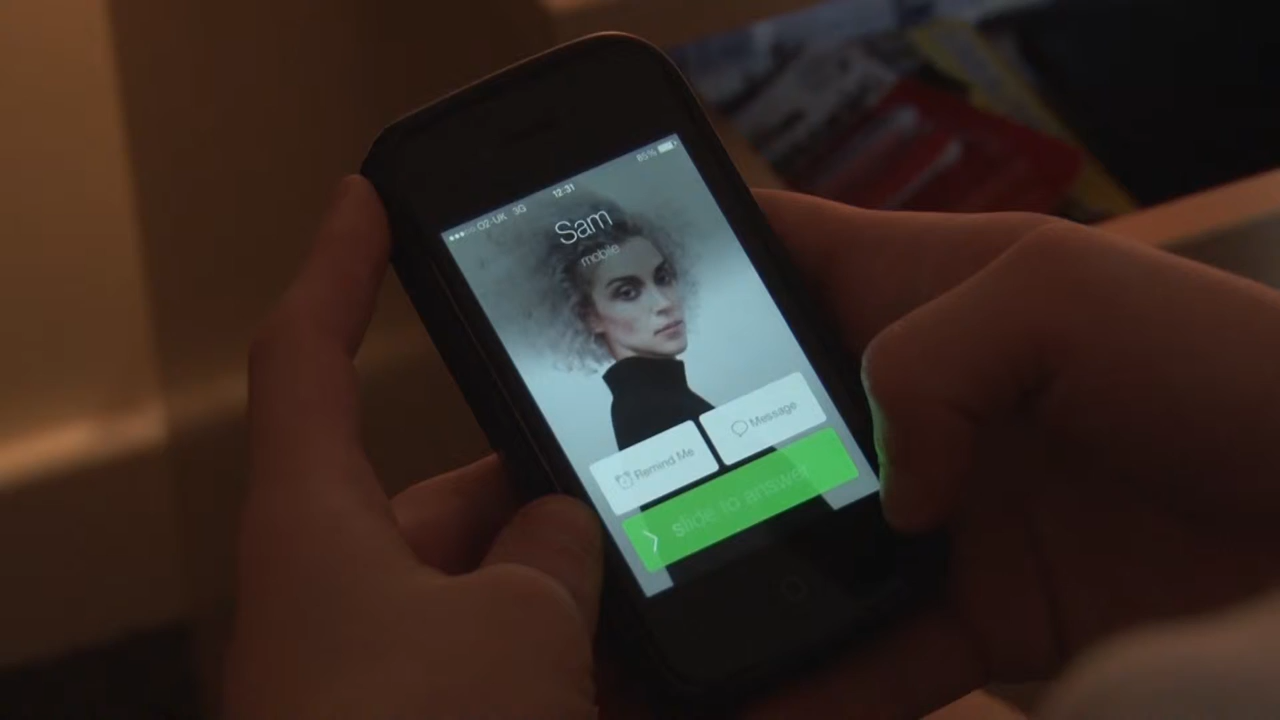 O2-UK 3G 12:31 85%
Sam
mobile
Remind Me Message
slide to answer